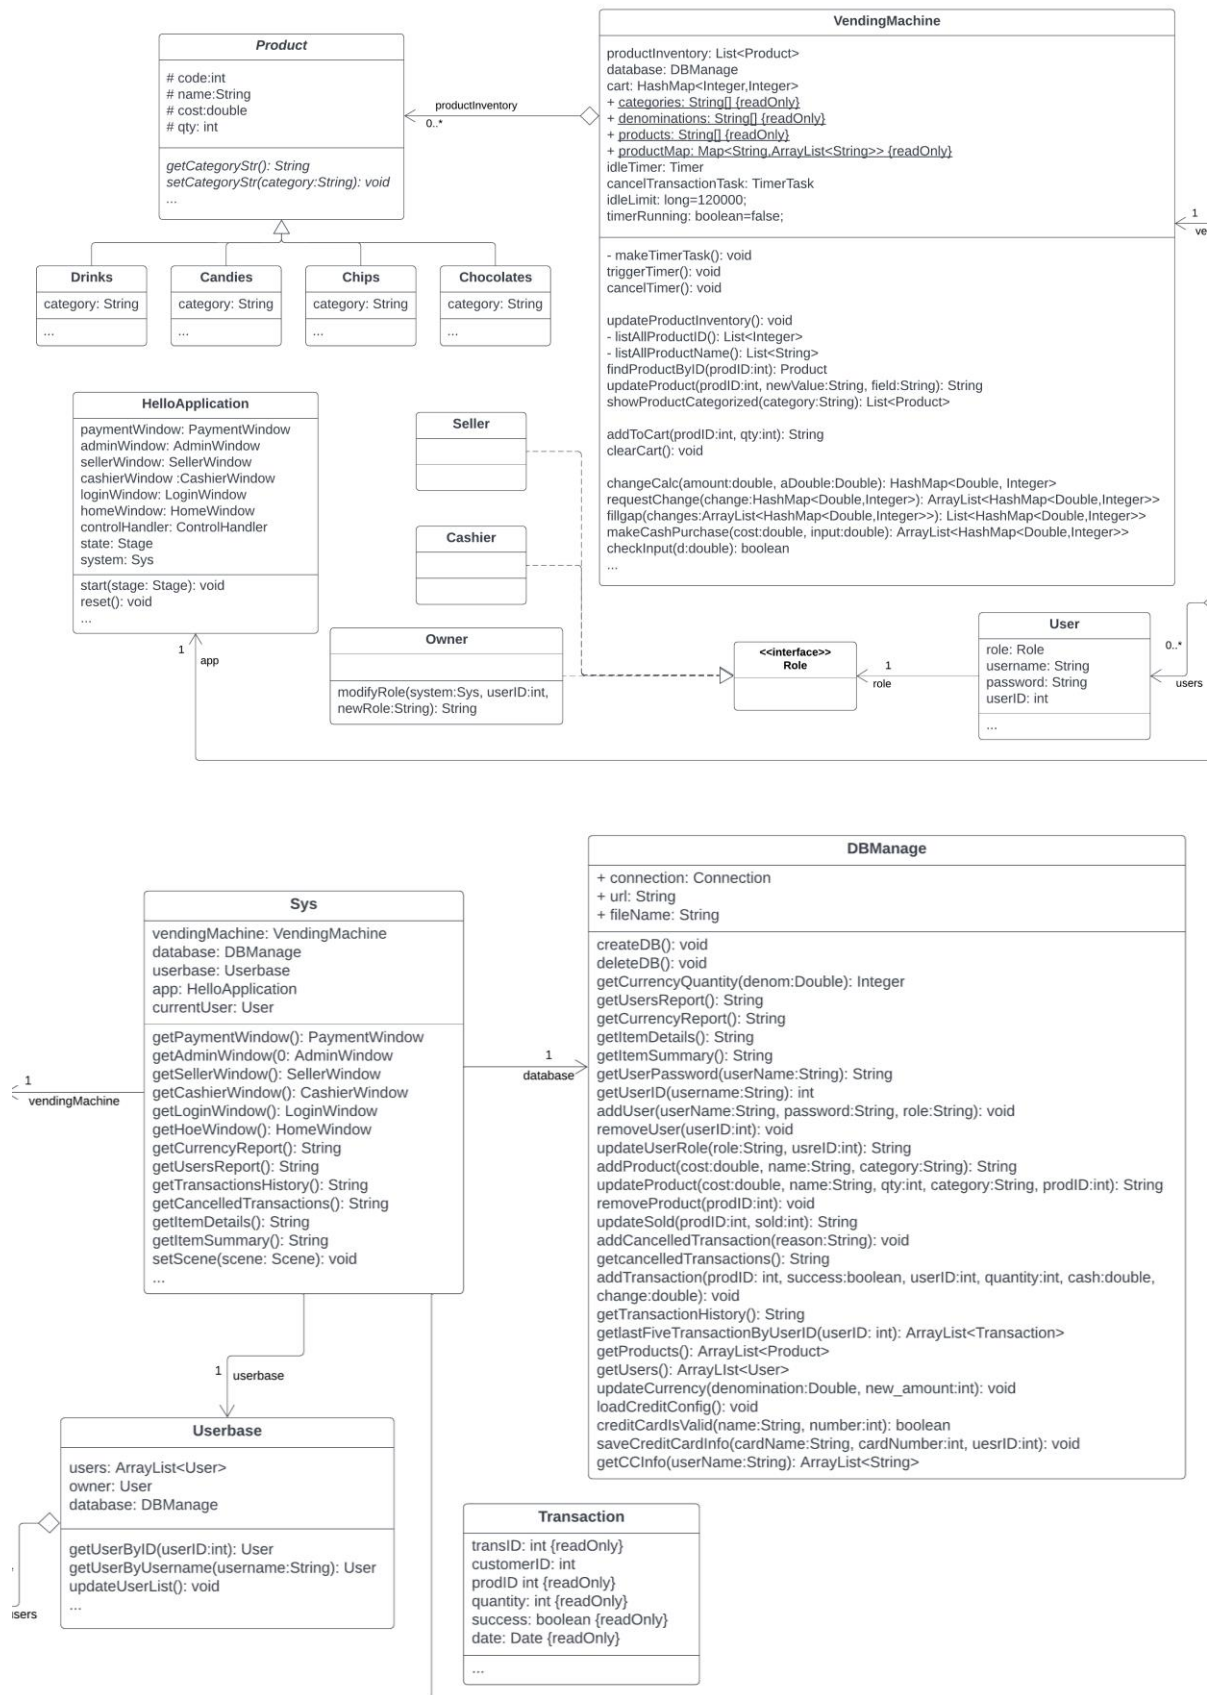 Product
# code:int
# name:String
# cost:double
# qty: int
getCategoryStr(): String
setCategoryStr(category:String): void
...
productInventory
0..*
VendingMachine
productInventory: List<Product>
database: DBManage
cart: HashMap<Integer,Integer>
+ categories: String[] {readOnly}
+ denominations: String[] {readOnly}
+ products: String[] {readOnly}
+ productMap: Map<String,ArrayList<String>> {readOnly}
idleTimer: Timer
cancelTransactionTask: TimerTask
idleLimit: long=120000;
timerRunning: boolean=false;
- makeTimerTask(): void
triggerTimer(): void
cancelTimer(): void
updateProductInventory(): void
- listAllProductID(): List<Integer>
- listAllProductName(): List<String>
findProductByID(prodID:int): Product
updateProduct(prodID:int, newValue:String, field:String): String
showProductCategorized(category:String): List<Product>
addToCart(prodID:int, qty:int): String
clearCart(): void
changeCalc(amount:double, aDouble:Double): HashMap<Double, Integer>
requestChange(change:HashMap<Double,Integer>): ArrayList<HashMap<Double,Integer>>
fillgap(changes:ArrayList<HashMap<Double,Integer>>): List<HashMap<Double,Integer>>
makeCashPurchase(cost:double, input:double): ArrayList<HashMap<Double,Integer>>
checkInput(d:double): boolean
...
1
ve
Drinks
category: String
...
Candies
category: String
...
Chips
category: String
...
Chocolates
category: String
...
HelloApplication
paymentWindow: PaymentWindow
adminWindow: AdminWindow
sellerWindow: SellerWindow
cashierWindow :CashierWindow
loginWindow: LoginWindow
homeWindow: HomeWindow
controlHandler: ControlHandler
state: Stage
system: Sys
start(stage: Stage): void
reset(): void
...
1
app
Seller
Cashier
Owner
modifyRole(system:Sys, userID:int,
newRole:String): String
<<interface>>
Role
1
role
User
role: Role
username: String
password: String
userID: int
...
0..*
users
Sys
vendingMachine: VendingMachine
database: DBManage
userbase: Userbase
app: HelloApplication
currentUser: User
getPaymentWindow(): PaymentWindow
getAdminWindow(0: AdminWindow
getSellerWindow(): SellerWindow
getCashierWindow(): CashierWindow
getLoginWindow(): LoginWindow
getHoeWindow(): HomeWindow
getCurrencyReport(): String
getUsersReport(): String
getTransactionsHistory(): String
getCancelledTransactions(): String
getItemDetails(): String
getItemSummary(): String
setScene(scene: Scene): void
...
1
vendingMachine
1
database
DBManage
+ connection: Connection
+ url: String
+ fileName: String
createDB(): void
deleteDB(): void
getCurrencyQuantity(denom:Double): Integer
getUsersReport(): String
getCurrencyReport(): String
getItemDetails(): String
getItemSummary(): String
getUserPassword(userName:String): String
getUserID(username:String): int
addUser(userName:String, password:String, role:String): void
removeUser(userID:int): void
updateUserRole(role:String, usreID:int): String
addProduct(cost:double, name:String, category:String): String
updateProduct(cost:double, name:String, qty:int, category:String, prodID:int): String
removeProduct(prodID:int): void
updateSold(prodID:int, sold:int): String
addCancelledTransaction(reason:String): void
getcancelledTransactions(): String
addTransaction(prodID: int, success:boolean, userID:int, quantity:int, cash:double,
change:double): void
getTransactionHistory(): String
getlastFiveTransactionByUserID(userID: int): ArrayList<Transaction>
getProducts(): ArrayList<Product>
getUsers(): ArrayLIst<User>
updateCurrency(denomination:Double, new_amount:int): void
loadCreditConfig(): void
creditCardIsValid(name:String, number:int): boolean
saveCreditCardInfo(cardName:String, cardNumber:int, uesrID:int): void
getCCInfo(userName:String): ArrayList<String>
1
userbase
Userbase
users: ArrayList<User>
owner: User
database: DBManage
getUserByID(userID:int): User
getUserByUsername(username:String): User
updateUserList(): void
...
sers
Transaction
transID: int {readOnly}
customerID: int
prodID int {readOnly}
quantity: int {readOnly}
success: boolean {readOnly}
date: Date {readOnly}
...